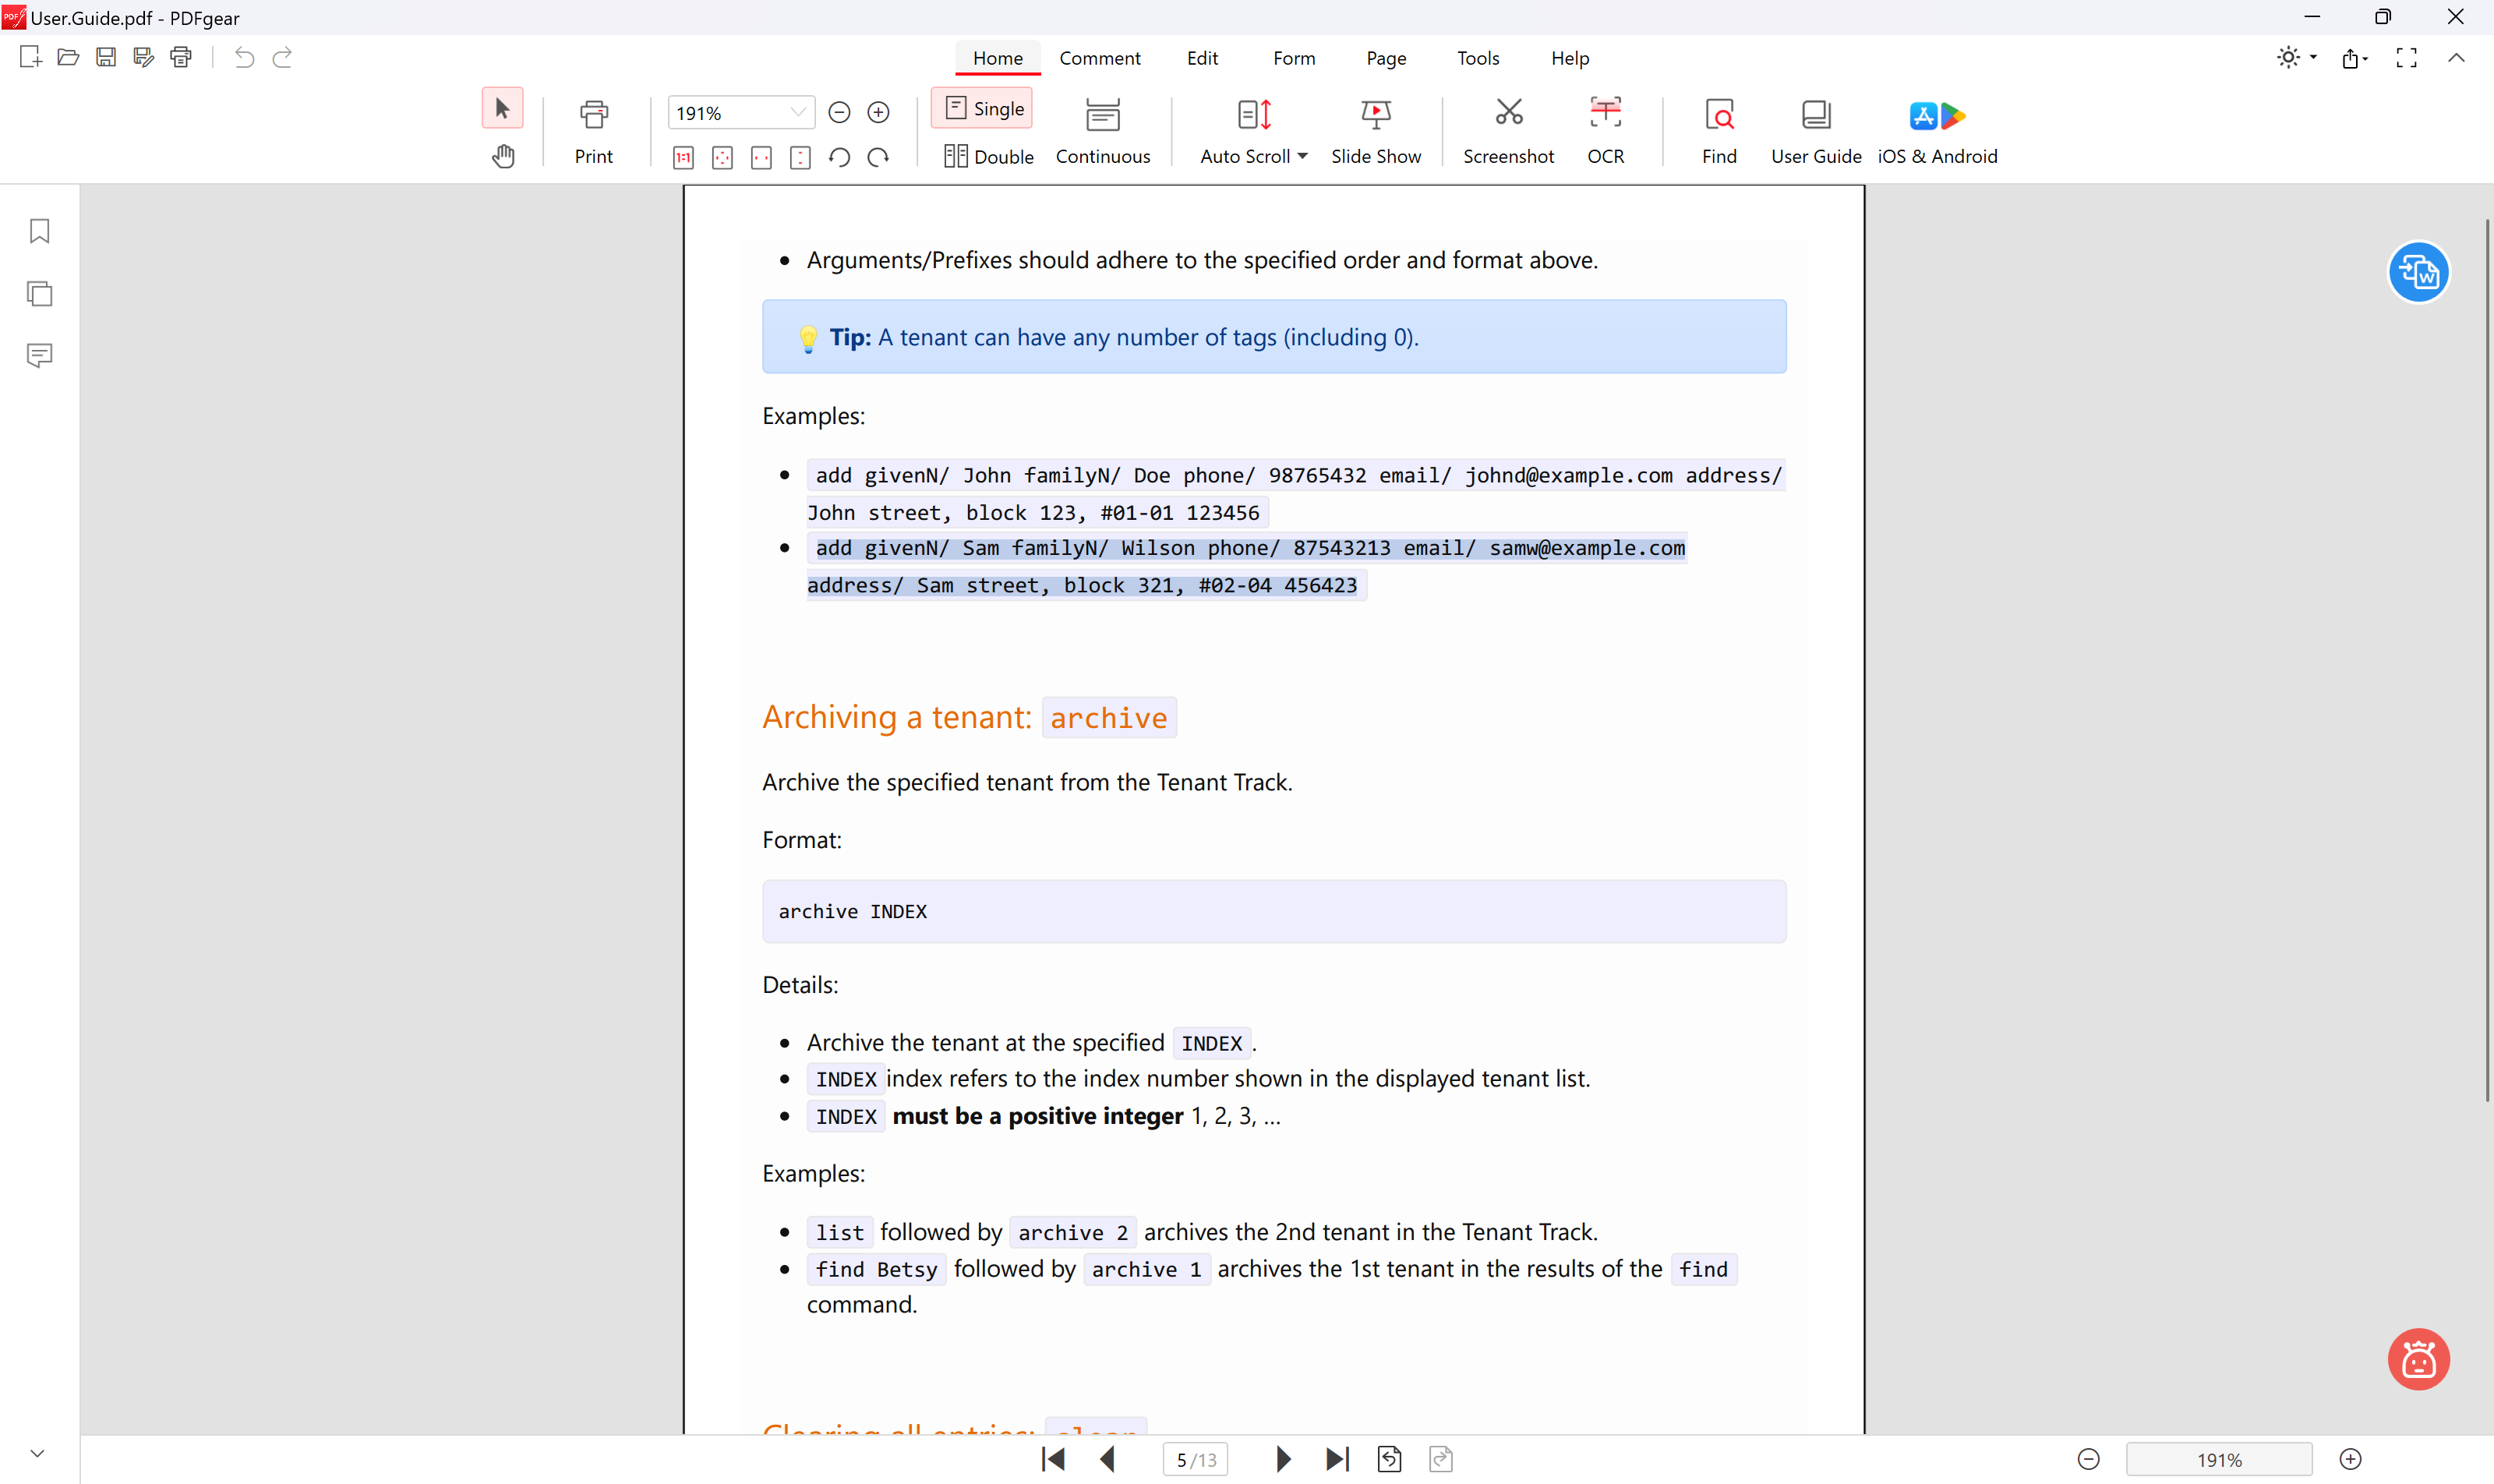 User.Guide.pdf - PDFgear
Home Comment Edit Form Page Tools Help
191% Single
Print Double Continuous Auto Scroll Slide Show Screenshot OCR Find User Guide iOS & Android
• Arguments/Prefixes should adhere to the specified order and format above.
💡 Tip: A tenant can have any number of tags (including 0).
Examples:
• add givenN/ John familyN/ Doe phone/ 98765432 email/ johnd@example.com address/
John street, block 123, #01-01 123456
• add givenN/ Sam familyN/ Wilson phone/ 87543213 email/ samw@example.com
address/ Sam street, block 321, #02-04 456423
Archiving a tenant: archive
Archive the specified tenant from the Tenant Track.
Format:
archive INDEX
Details:
• Archive the tenant at the specified INDEX .
• INDEX index refers to the index number shown in the displayed tenant list.
• INDEX must be a positive integer 1, 2, 3, …
Examples:
• list followed by archive 2 archives the 2nd tenant in the Tenant Track.
• find Betsy followed by archive 1 archives the 1st tenant in the results of the find
command.
Clearing all entries: clear
5 /13 191%